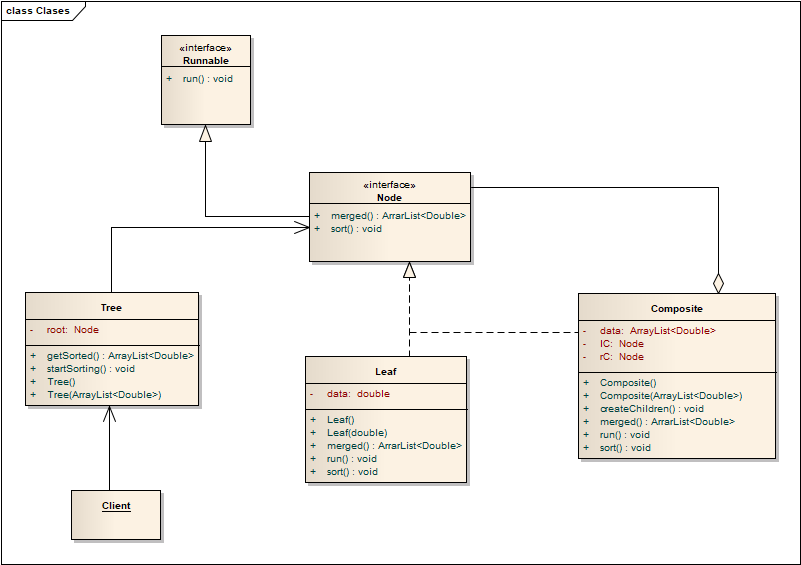 class Clases
«interface»
Runnable
+ run() : void
«interface»
Node
+ merged() : ArrarList<Double>
+ sort() : void
Tree
- root: Node
+ getSorted() : ArrayList<Double>
+ startSorting() : void
+ Tree()
+ Tree(ArrayList<Double>)
Composite
- data: ArrayList<Double>
- lC: Node
- rC: Node
+ Composite()
+ Composite(ArrayList<Double>)
+ createChildren() : void
+ merged() : ArrarList<Double>
+ run() : void
+ sort() : void
Leaf
- data: double
+ Leaf()
+ Leaf(double)
+ merged() : ArrarList<Double>
+ run() : void
+ sort() : void
Client